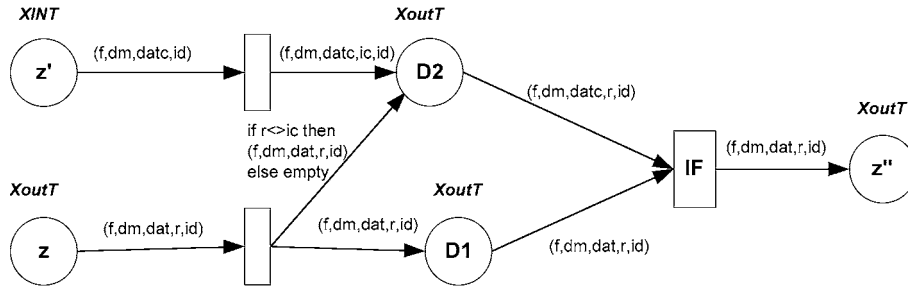 XINT
XoutT
(f,dm,datc,id)
(f,dm,datc,ic,id)
z'
D2
(f,dm,datc,r,id)
if r<>ic then
(f,dm,dat,r,id)
else empty
XoutT
(f,dm,dat,r,id)
IF
z"
XoutT
XoutT
(f,dm,dat,r,id)
(f,dm,dat,r,id)
z
D1
(f,dm,dat,r,id)